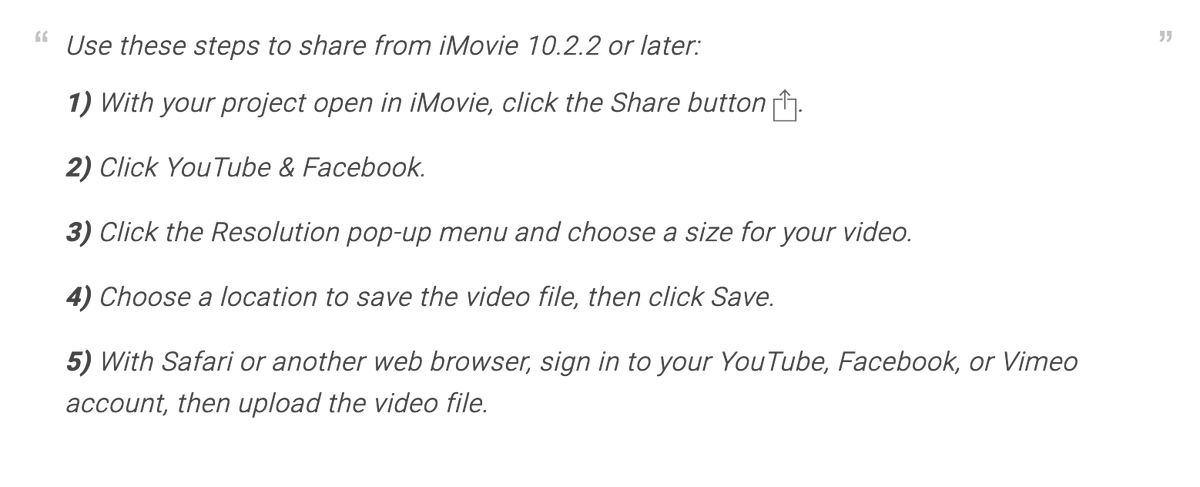 “ Use these steps to share from iMovie 10.2.2 or later: ”
1) With your project open in iMovie, click the Share button .
2) Click YouTube & Facebook.
3) Click the Resolution pop-up menu and choose a size for your video.
4) Choose a location to save the video file, then click Save.
5) With Safari or another web browser, sign in to your YouTube, Facebook, or Vimeo
account, then upload the video file.